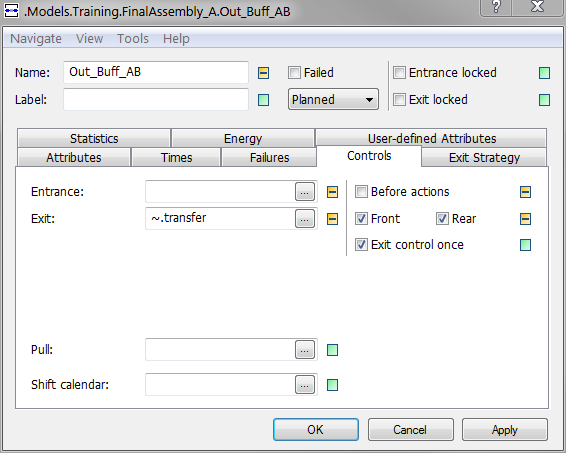 .Models.Training.FinalAssembly_A.Out_Buff_AB
?
Navigate View Tools Help
Name: Out_Buff_AB Failed Entrance locked
Label: Planned Exit locked
Statistics Energy User-defined Attributes
Attributes Times Failures Controls Exit Strategy
Entrance: ... Before actions
Exit: ~.transfer ... Front Rear
Exit control once
Pull: ...
Shift calendar: ...
OK Cancel Apply